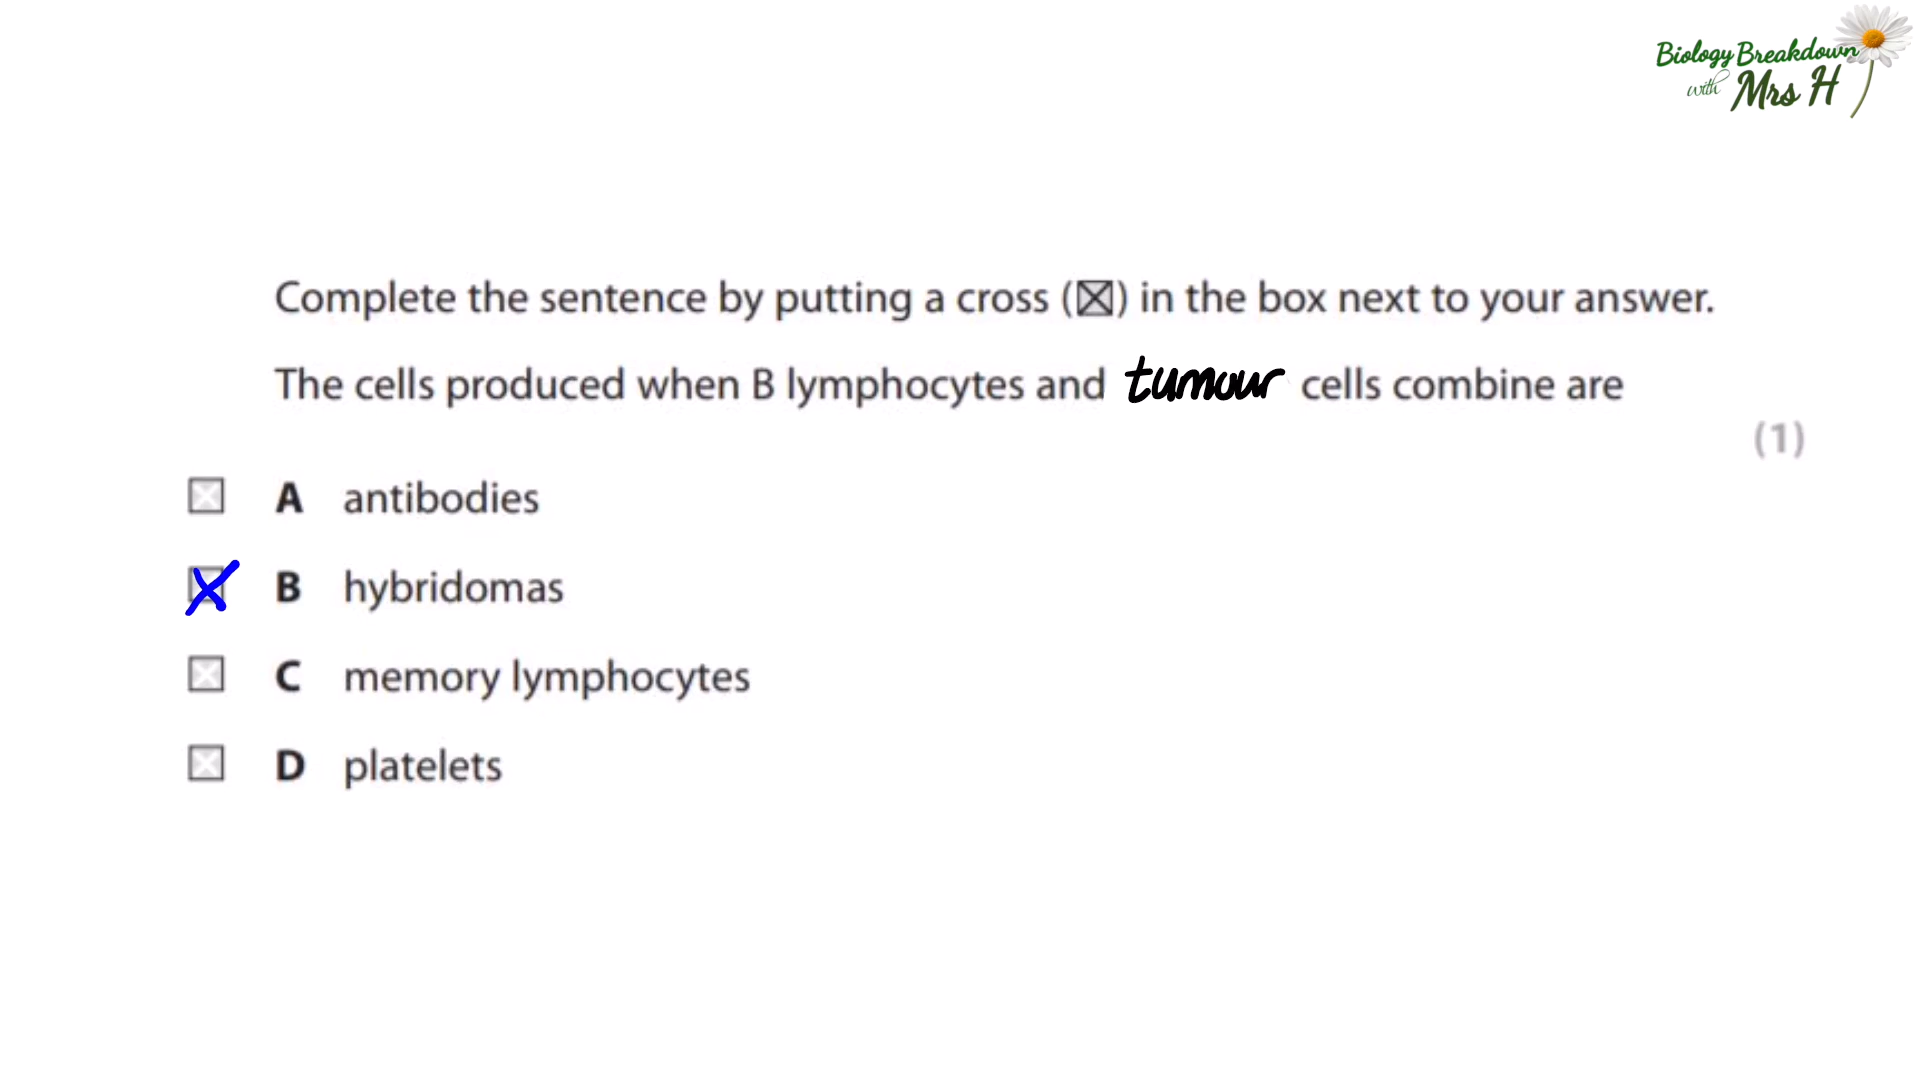 Biology Breakdown
with Mrs H
Complete the sentence by putting a cross (☒) in the box next to your answer.
The cells produced when B lymphocytes and tumour cells combine are
(1)
A antibodies
B hybridomas
C memory lymphocytes
D platelets